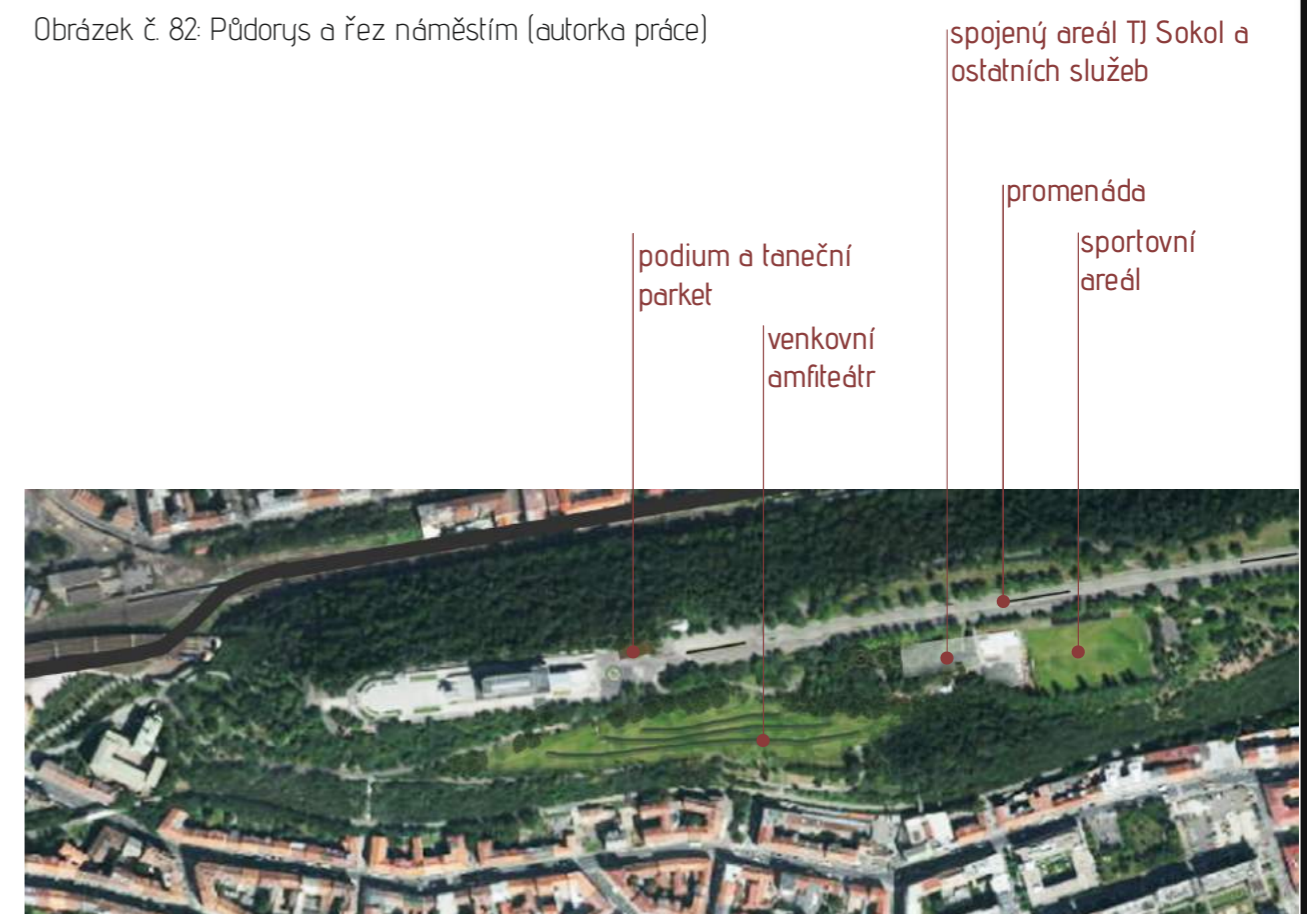 Obrázek č. 82: Půdorys a řez náměstím (autorka práce)
spojený areál TJ Sokol a
ostatních služeb
promenáda
sportovní
areál
podium a taneční
parket
venkovní
amfiteátr